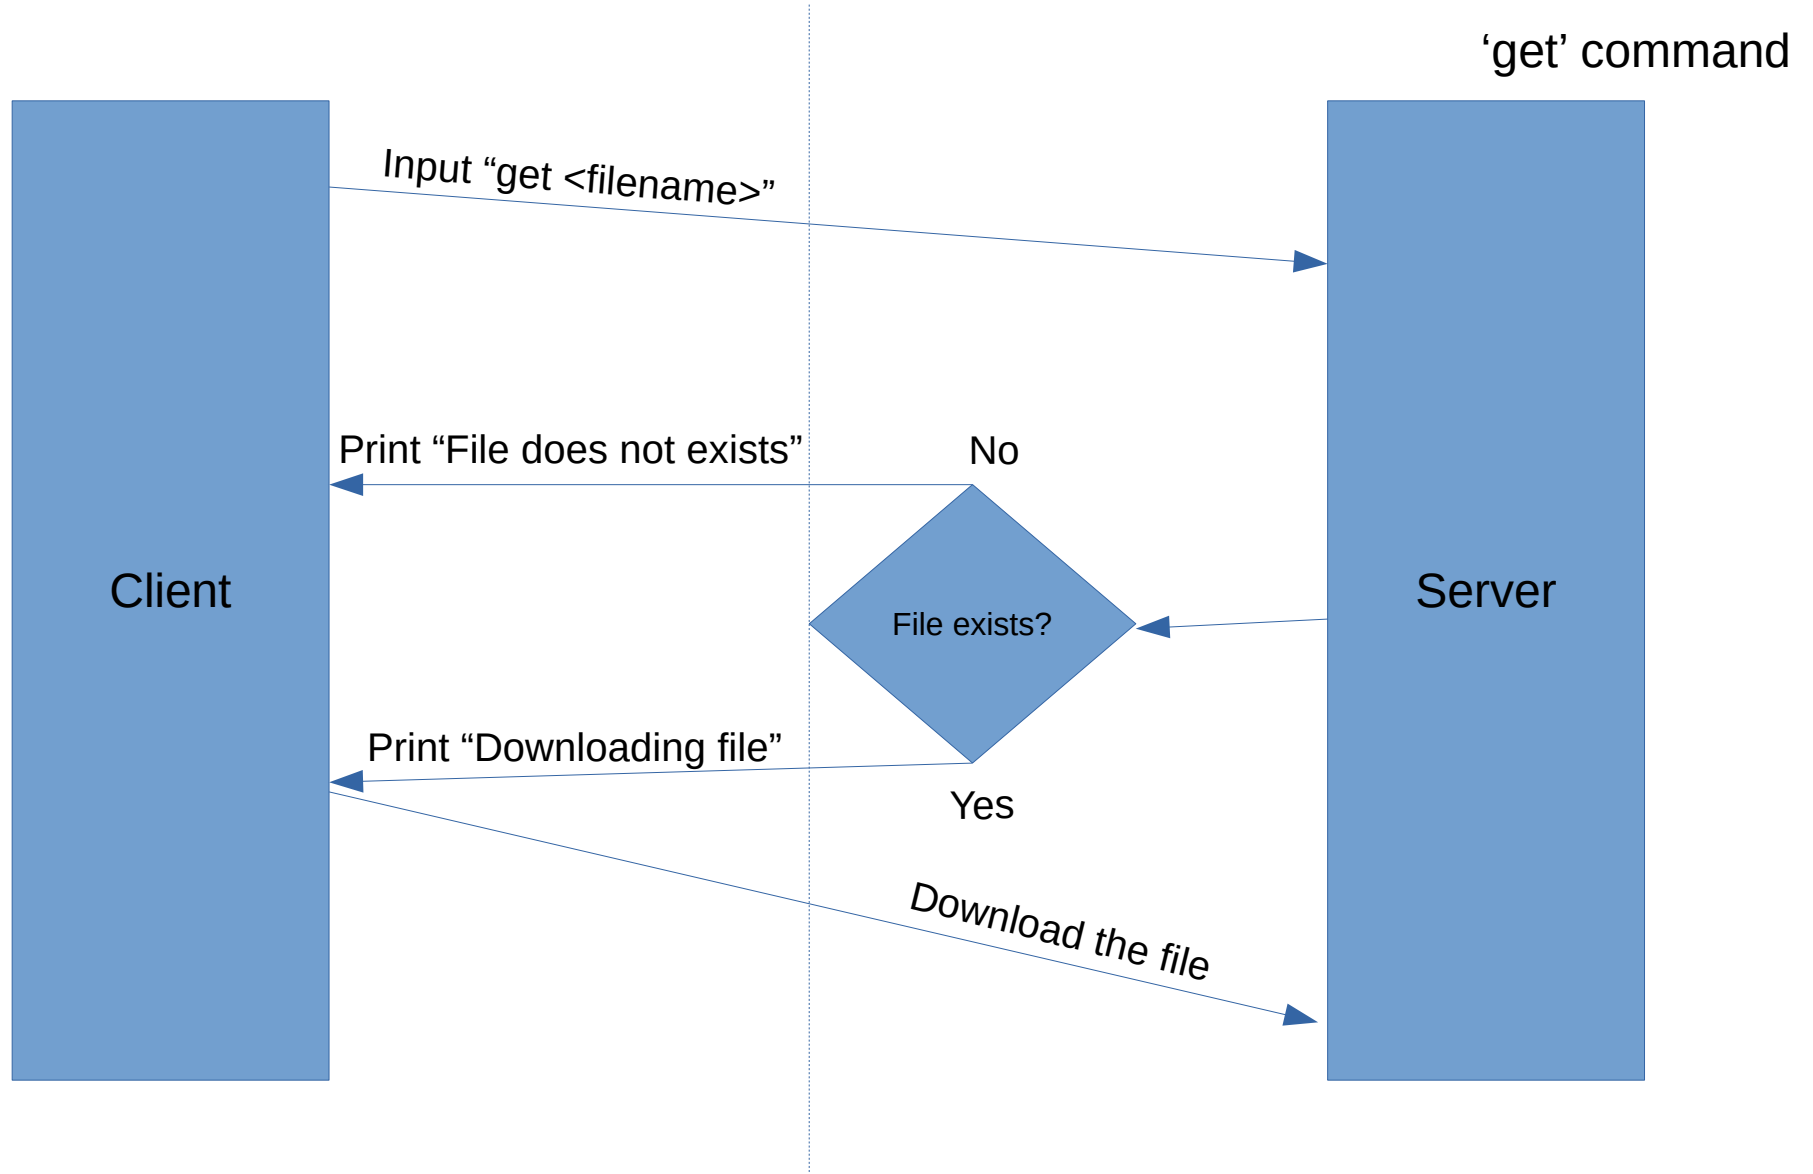 ‘get’ command
Input “get <filename>”
Print “File does not exists”
No
Client
File exists?
Server
Print “Downloading file”
Yes
Download the file